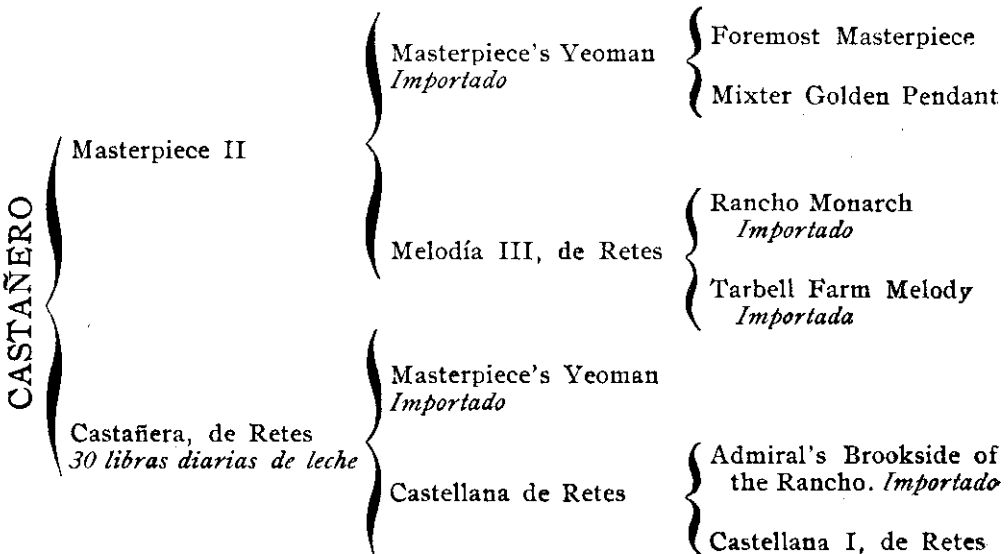 CASTAÑERO
Masterpiece II
Castañera, de Retes
30 libras diarias de leche
Masterpiece's Yeoman
Importado
Melodía III, de Retes
Masterpiece's Yeoman
Importado
Castellana de Retes
Foremost Masterpiece
Mixter Golden Pendant
Rancho Monarch
Importado
Tarbell Farm Melody
Importada
Admiral's Brookside of
the Rancho. Importado
Castellana I, de Retes